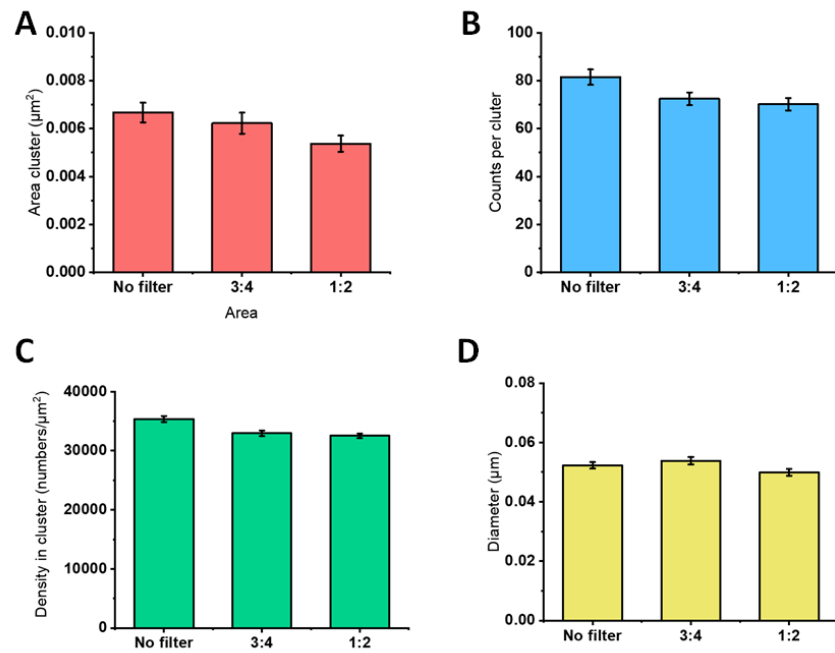 A
Area cluster (µm²)
0.010
0.008
0.006
0.004
0.002
0.000
No filter 3:4 1:2
Area
B
Counts per cluter
100
80
60
40
20
0
No filter 3:4 1:2
C
Density in cluster (numbers/µm²)
40000
30000
20000
10000
0
No filter 3:4 1:2
D
Diameter (µm)
0.08
0.06
0.04
0.02
0.00
No filter 3:4 1:2